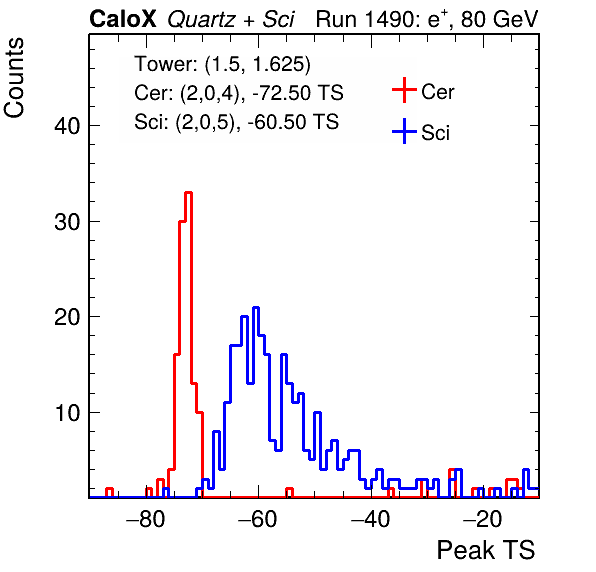 CaloX Quartz + Sci Run 1490: e+, 80 GeV
Counts
Tower: (1.5, 1.625)
Cer: (2,0,4), -72.50 TS
Sci: (2,0,5), -60.50 TS
Cer
Sci
40
30
20
10
−80 −60 −40 −20
Peak TS